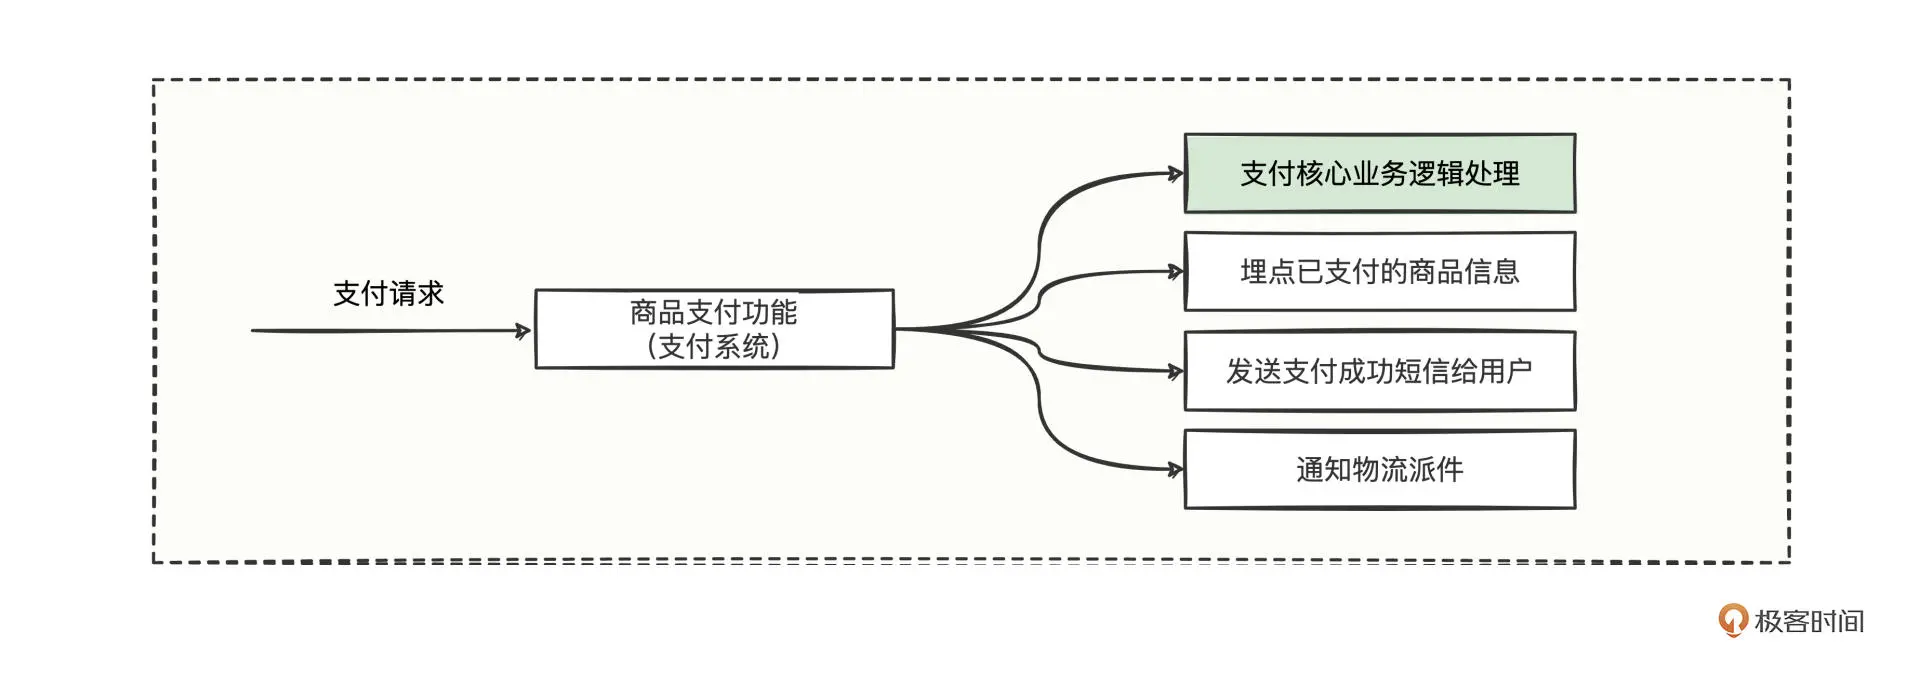 支付请求
商品支付功能
（支付系统）
支付核心业务逻辑处理
埋点已支付的商品信息
发送支付成功短信给用户
通知物流派件
极客时间